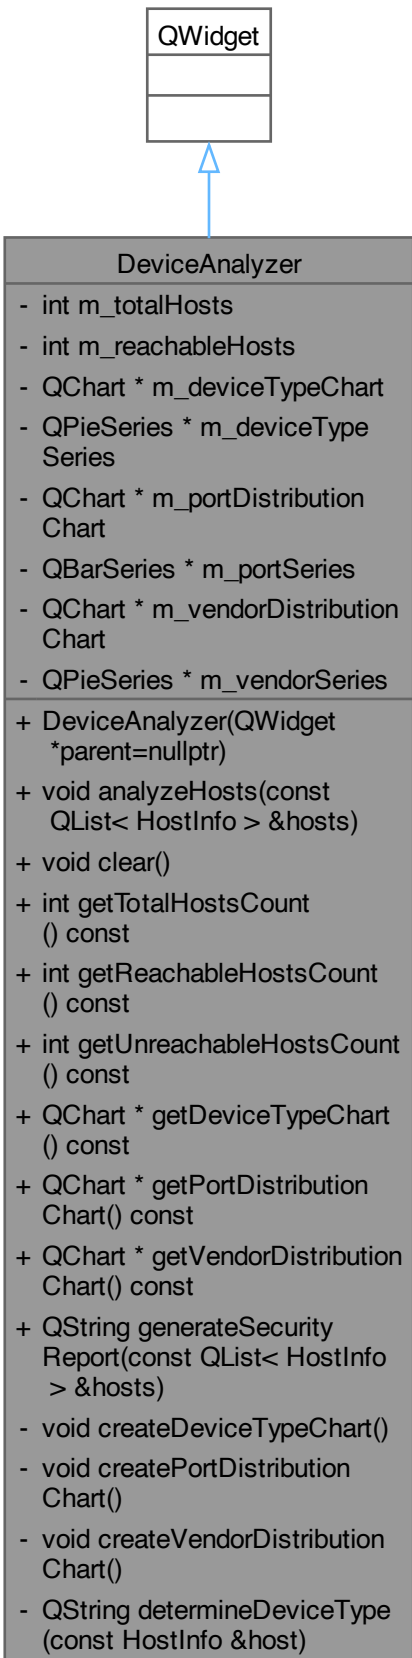 QWidget
DeviceAnalyzer
- int m_totalHosts
- int m_reachableHosts
- QChart * m_deviceTypeChart
- QPieSeries * m_deviceType
Series
- QChart * m_portDistribution
Chart
- QBarSeries * m_portSeries
- QChart * m_vendorDistribution
Chart
- QPieSeries * m_vendorSeries
+ DeviceAnalyzer(QWidget
*parent=nullptr)
+ void analyzeHosts(const
QList< HostInfo > &hosts)
+ void clear()
+ int getTotalHostsCount
() const
+ int getReachableHostsCount
() const
+ int getUnreachableHostsCount
() const
+ QChart * getDeviceTypeChart
() const
+ QChart * getPortDistribution
Chart() const
+ QChart * getVendorDistribution
Chart() const
+ QString generateSecurity
Report(const QList< HostInfo
> &hosts)
- void createDeviceTypeChart()
- void createPortDistribution
Chart()
- void createVendorDistribution
Chart()
- QString determineDeviceType
(const HostInfo &host)